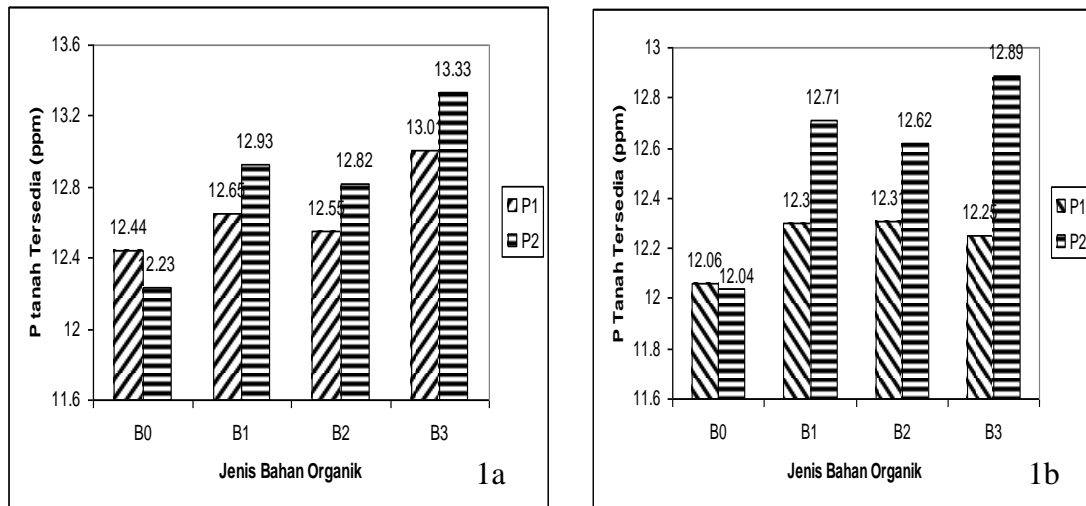 13.6
13.2
12.8
12.4
12
11.6
P tanah Tersedia (ppm)
12.44
2.23
12.65
12.93
12.55
12.82
13.01
13.33
B0 B1 B2 B3
Jenis Bahan Organik
P1
P2
1a
13
12.8
12.6
12.4
12.2
12
11.8
11.6
P Tanah Tersedia (ppm)
12.06
12.04
12.3
12.71
12.31
12.62
12.25
12.89
B0 B1 B2 B3
Jenis Bahan Organik
P1
P2
1b